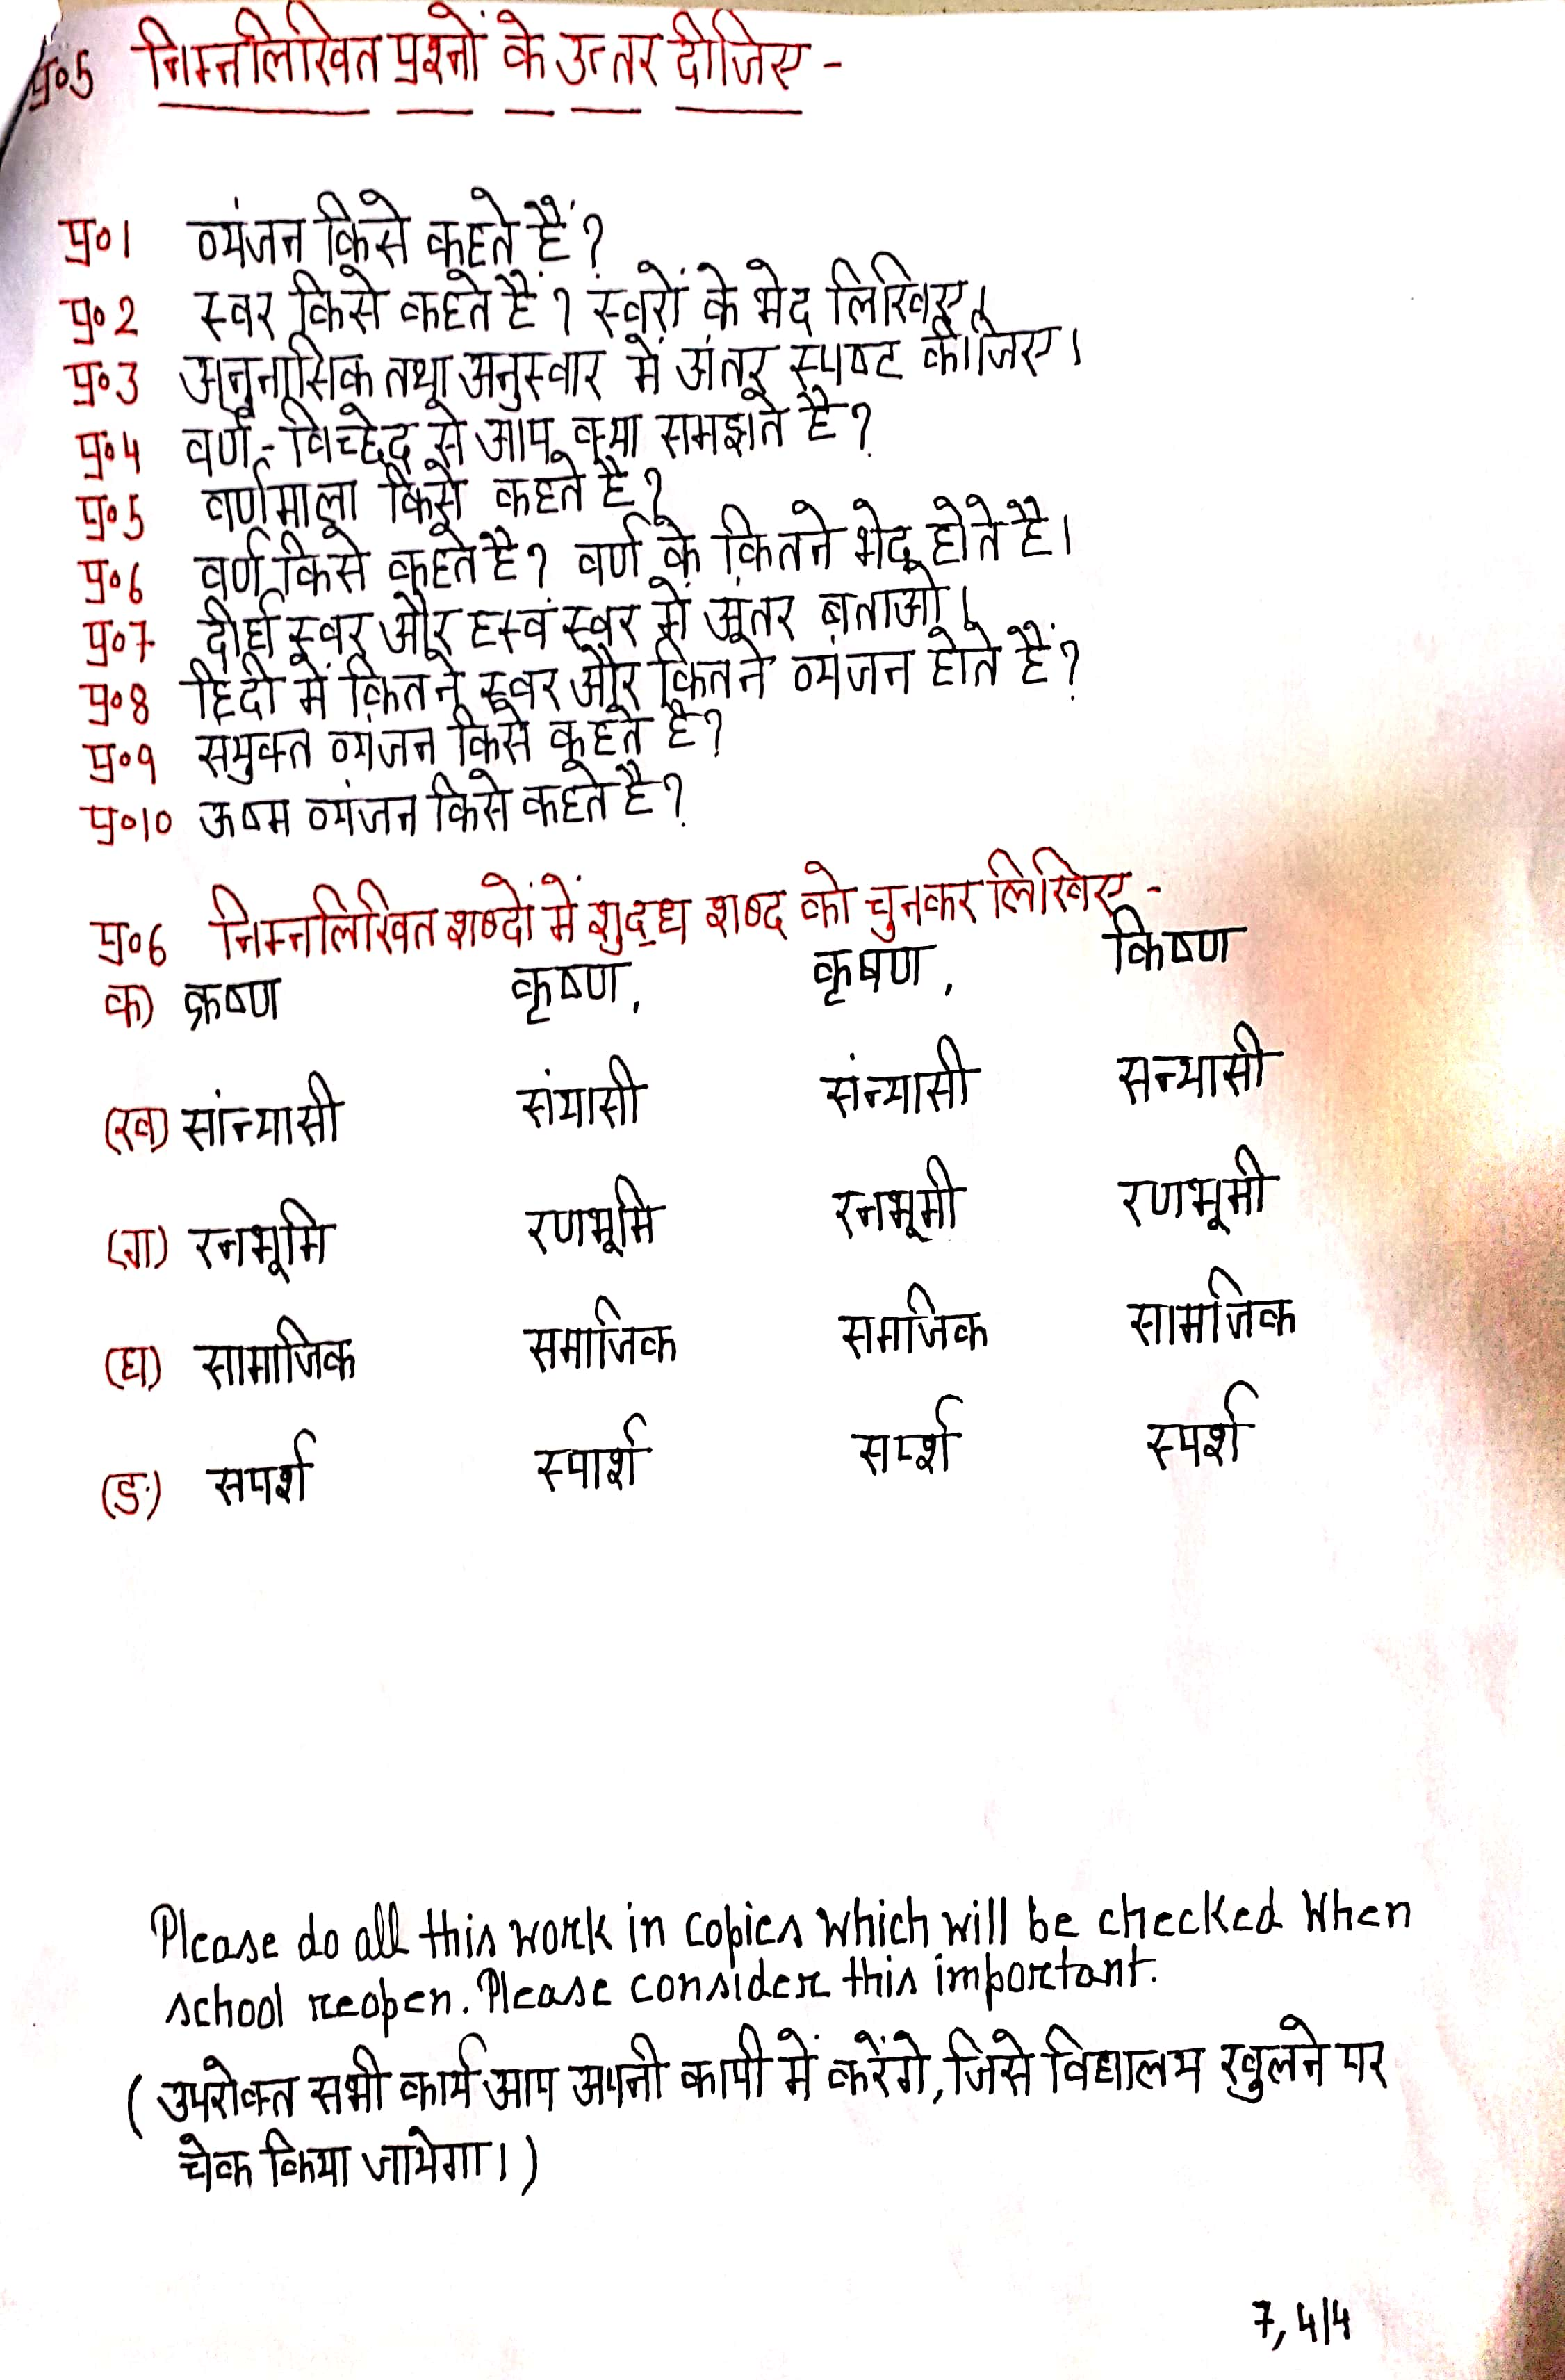 प्र०5 निम्नलिखित प्रश्नों के उत्तर दीजिए -
प्र०1 व्यंजन किसे कहते हैं?
प्र०2 स्वर किसे कहते हैं? स्वरों के भेद लिखिए।
प्र०3 अनुनासिक तथा अनुस्वार में अंतर स्पष्ट कीजिए।
प्र०4 वर्ण-विच्छेद से आप क्या समझते है?
प्र०5 वर्णमाला किसे कहते है?
प्र०6 वर्ण किसे कहते है? वर्ण के कितने भेद होते है।
प्र०7 दीर्घ स्वर और ह्स्व स्वर में अंतर बताओ।
प्र०8 हिंदी में कितने स्वर और कितने व्यंजन होते हैं?
प्र०9 संयुक्त व्यंजन किसे कहते है?
प्र०10 ऊष्म व्यंजन किसे कहते है?
प्र०6 निम्नलिखित शब्दों में शुद्ध शब्द को चुनकर लिखिए -
क) क्रष्ण कृष्ण, कृषण, किष्ण
(ख) सांन्यासी संयासी संन्यासी सन्यासी
(ग) रनभूमि रणभूमि रनभूमी रणभूमी
(घ) सामाजिक समाजिक समजिक सामजिक
(ङ) सपर्श स्पार्श सर्प्श स्पर्श
Please do all this work in copies which will be checked when
school reopen. Please consider this important.
(उपरोक्त सभी कार्य आप अपनी कापी में करेंगे, जिसे विद्यालय खुलने पर
चेक किया जायेगा।)
7, 4/4